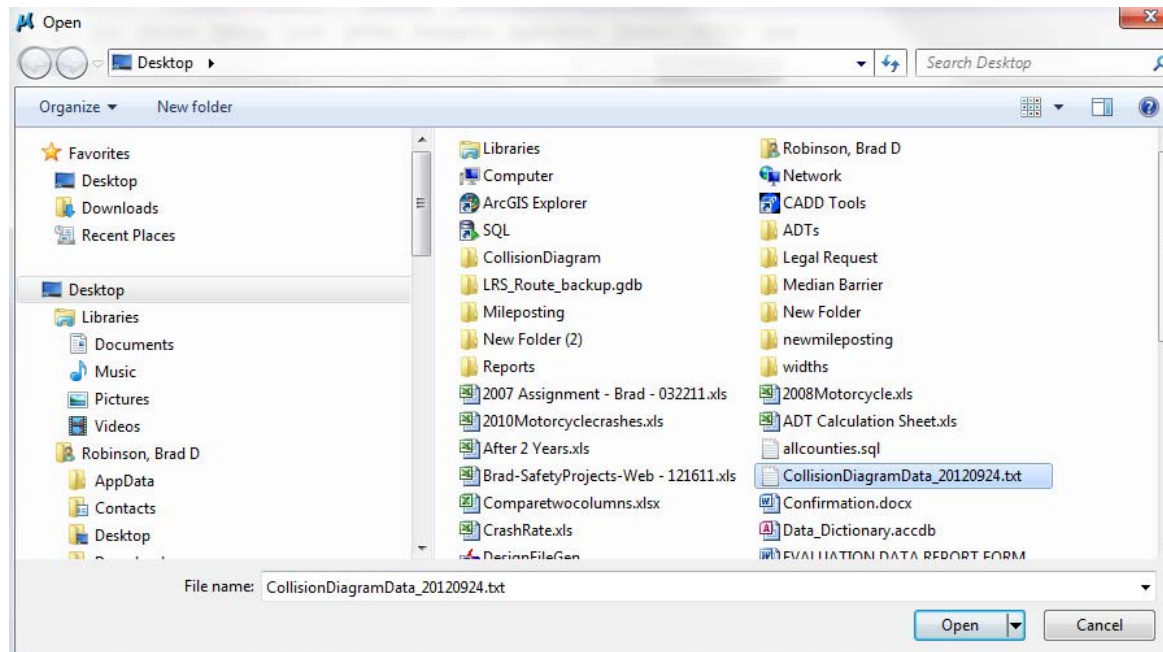 Open
Desktop
Search Desktop
Organize
New folder
Favorites
Desktop
Downloads
Recent Places
Desktop
Libraries
Documents
Music
Pictures
Videos
Robinson, Brad D
AppData
Contacts
Desktop
Libraries
Robinson, Brad D
Computer
Network
ArcGIS Explorer
CADD Tools
SQL
ADTs
CollisionDiagram
Legal Request
LRS_Route_backup.gdb
Median Barrier
Mileposting
New Folder
New Folder (2)
newmileposting
Reports
widths
2007 Assignment - Brad - 032211.xls
2008Motorcycle.xls
2010Motorcyclecrashes.xls
ADT Calculation Sheet.xls
After 2 Years.xls
allcounties.sql
Brad-SafetyProjects-Web - 121611.xls
CollisionDiagramData_20120924.txt
Comparetwocolumns.xlsx
Confirmation.docx
CrashRate.xls
Data_Dictionary.accdb
DesignFileGen
EVALUATION DATA REPORT FORM
File name: CollisionDiagramData_20120924.txt
Open
Cancel